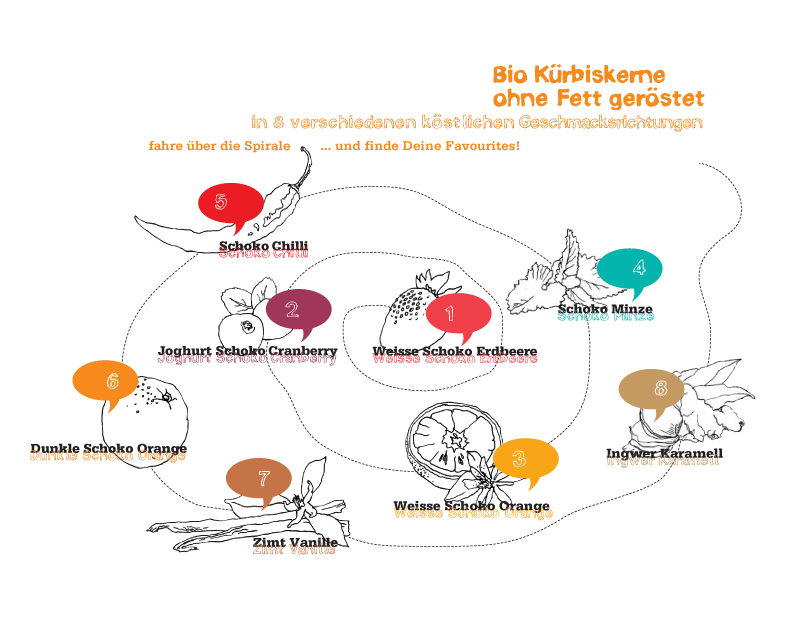 Bio Kürbiskerne
ohne Fett geröstet
in 8 verschiedenen köstlichen Geschmacksrichtungen
fahre über die Spirale ... und finde Deine Favourites!
5
Schoko Chilli
Schoko Chilli
4
Schoko Minze
Schoko Minze
2
Joghurt Schoko Cranberry
Joghurt Schoko Cranberry
1
Weisse Schoko Erdbeere
Weisse Schoko Erdbeere
6
Dunkle Schoko Orange
Dunkle Schoko Orange
8
Ingwer Karamell
Ingwer Karamell
3
Weisse Schoko Orange
Weisse Schoko Orange
7
Zimt Vanille
Zimt Vanille